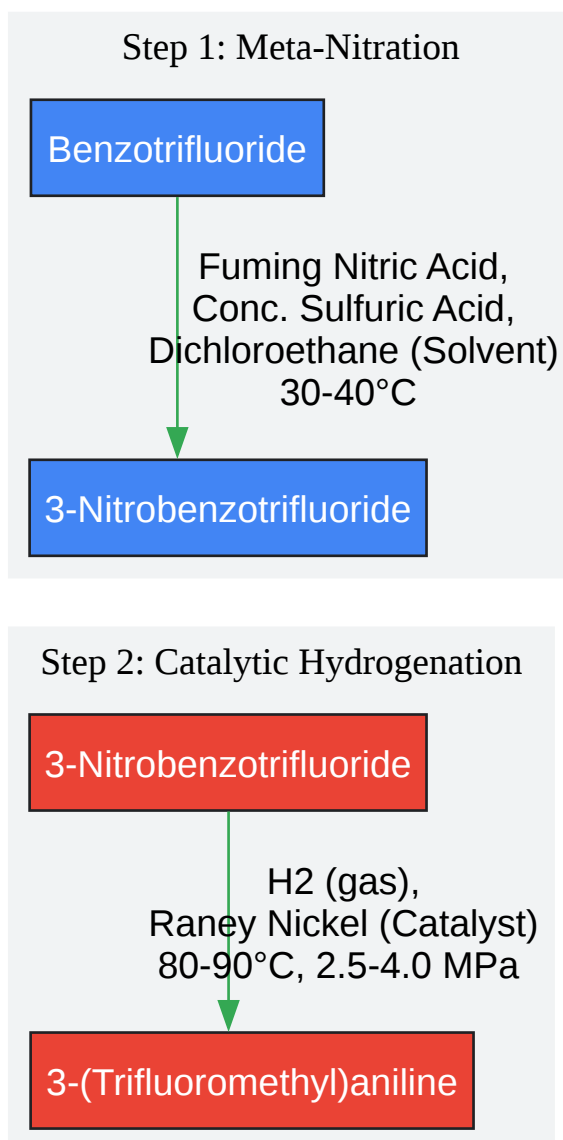 Step 1: Meta-Nitration
Benzotrifluoride
Fuming Nitric Acid,
Conc. Sulfuric Acid,
Dichloroethane (Solvent)
30-40°C
3-Nitrobenzotrifluoride
Step 2: Catalytic Hydrogenation
3-Nitrobenzotrifluoride
H2 (gas),
Raney Nickel (Catalyst)
80-90°C, 2.5-4.0 MPa
3-(Trifluoromethyl)aniline